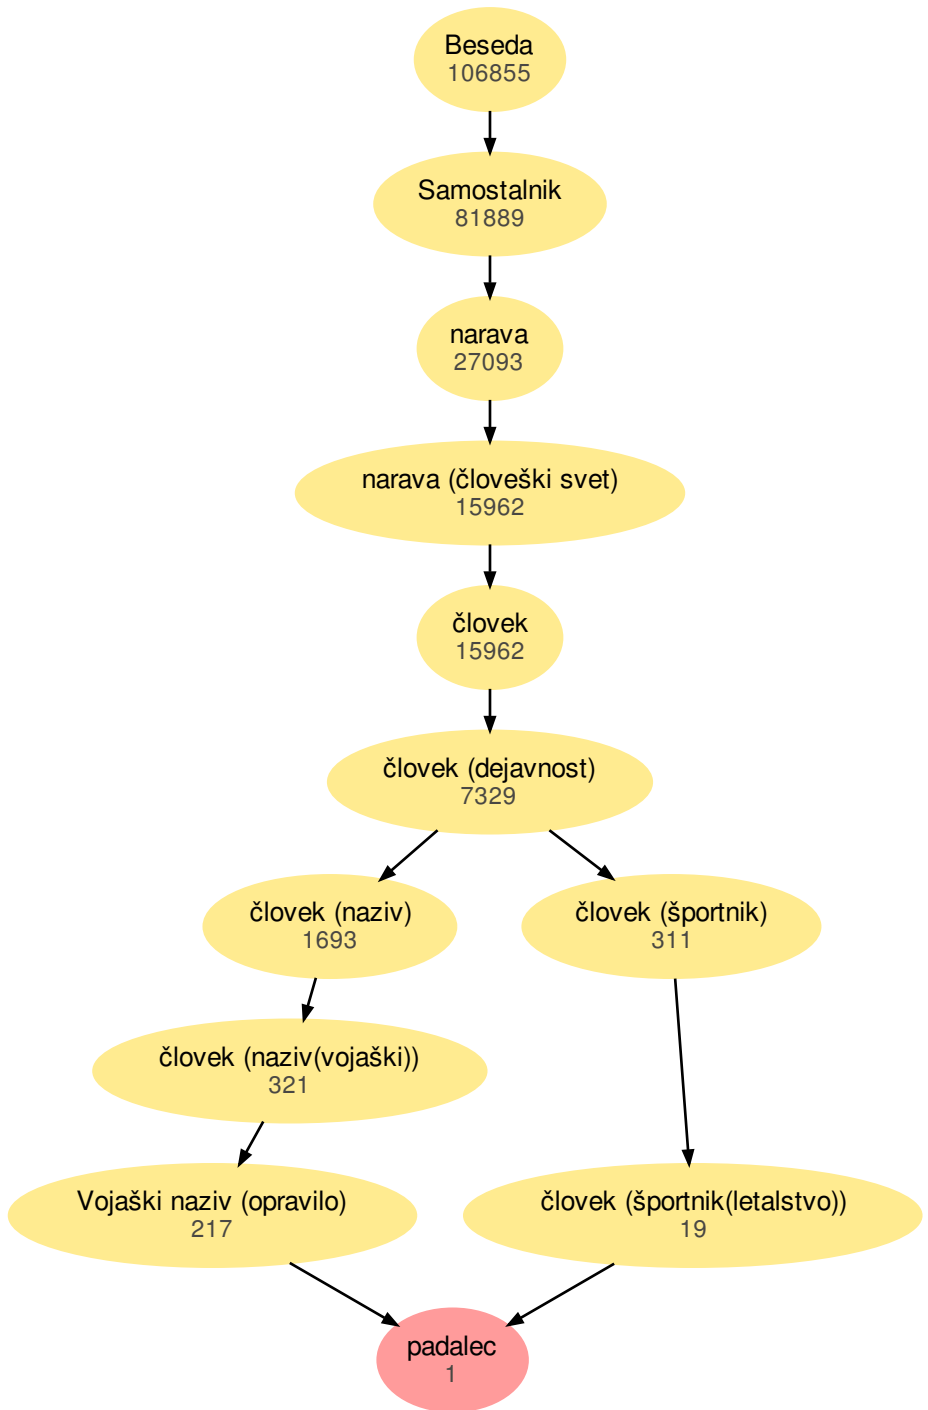 Beseda
106855
Samostalnik
81889
narava
27093
narava (človeški svet)
15962
človek
15962
človek (dejavnost)
7329
človek (naziv)
1693
človek (športnik)
311
človek (naziv(vojaški))
321
Vojaški naziv (opravilo)
217
človek (športnik(letalstvo))
19
padalec
1